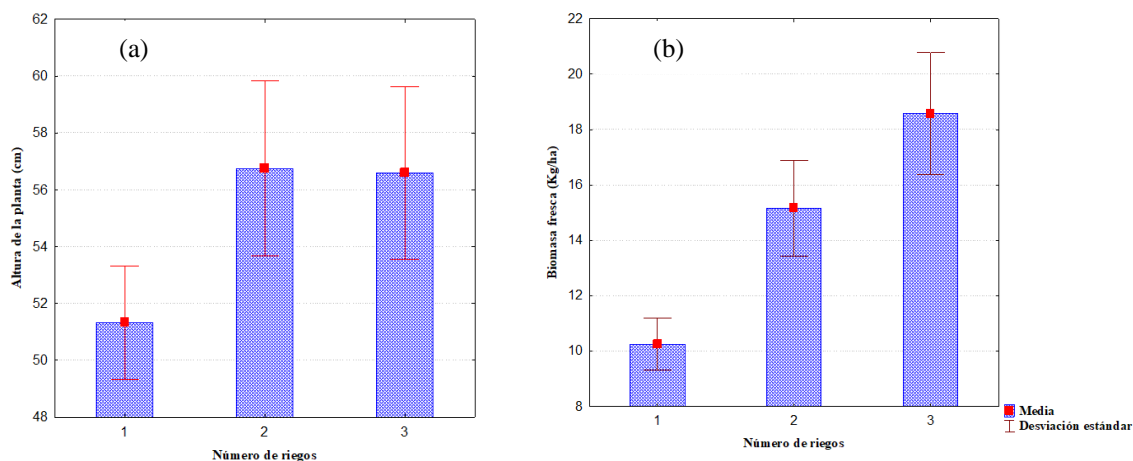 (a)
Altura de la planta (cm)
62
60
58
56
54
52
50
48
1 2 3
Número de riegos
(b)
Biomasa fresca (Kg/ha)
22
20
18
16
14
12
10
8
1 2 3
Número de riegos
Media
Desviación estándar